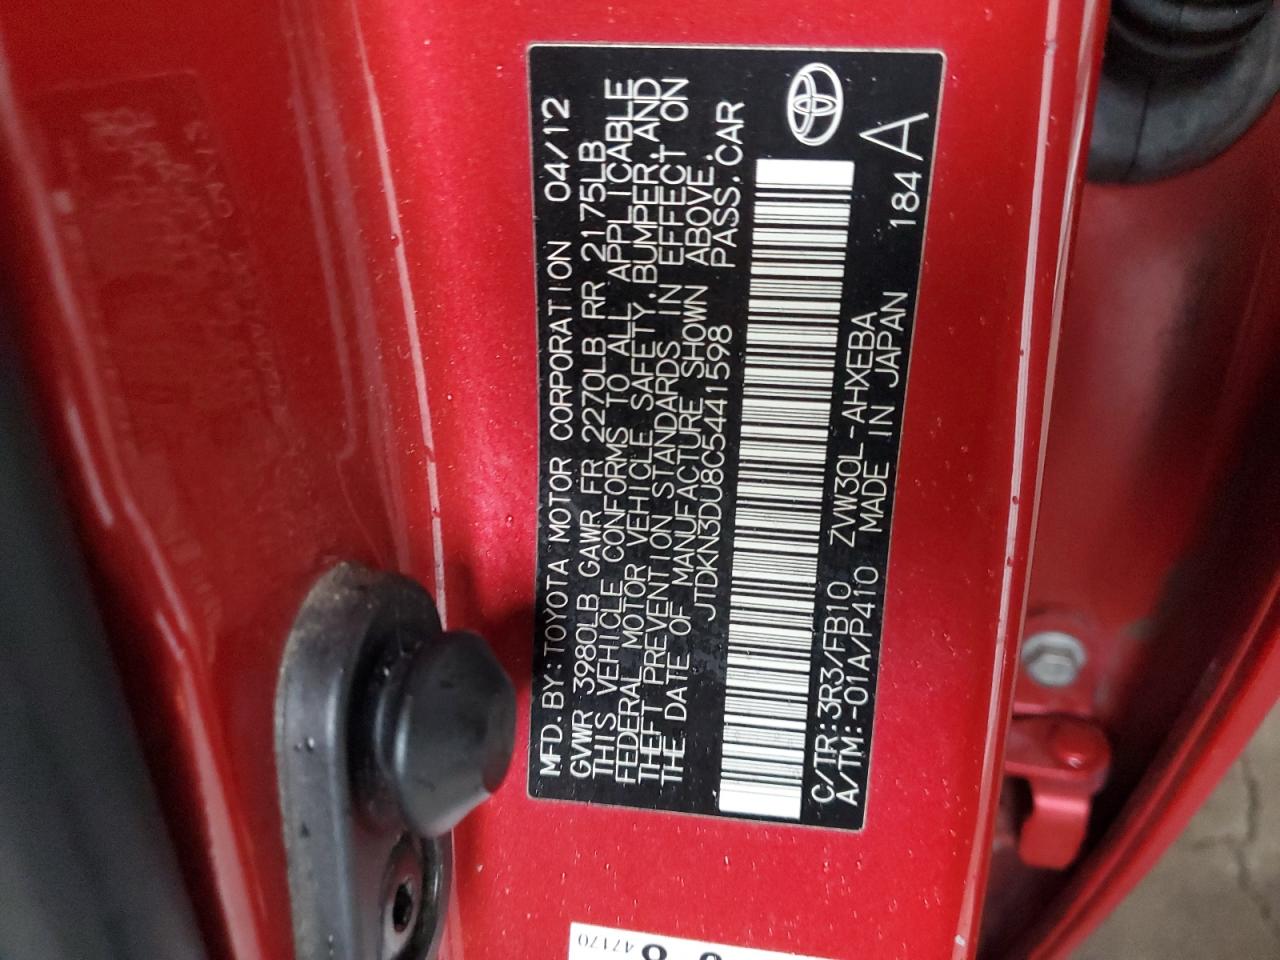 MFD.BY:TOYOTA MOTOR CORPORATION 04/12
GVWR 3980LB GAWR FR 2270LB RR 2175LB
THIS VEHICLE CONFORMS TO ALL APPLICABLE
FEDERAL MOTOR VEHICLE SAFETY,BUMPER,AND
THEFT PREVENTION STANDARDS IN EFFECT ON
THE DATE OF MANUFACTURE SHOWN ABOVE.
JTDKN3DU8C5441598 PASS.CAR
C/TR:3R3/FB10 ZVW30L-AHXEBA 184 A
A/TM:-01A/P410 MADE IN JAPAN
47170